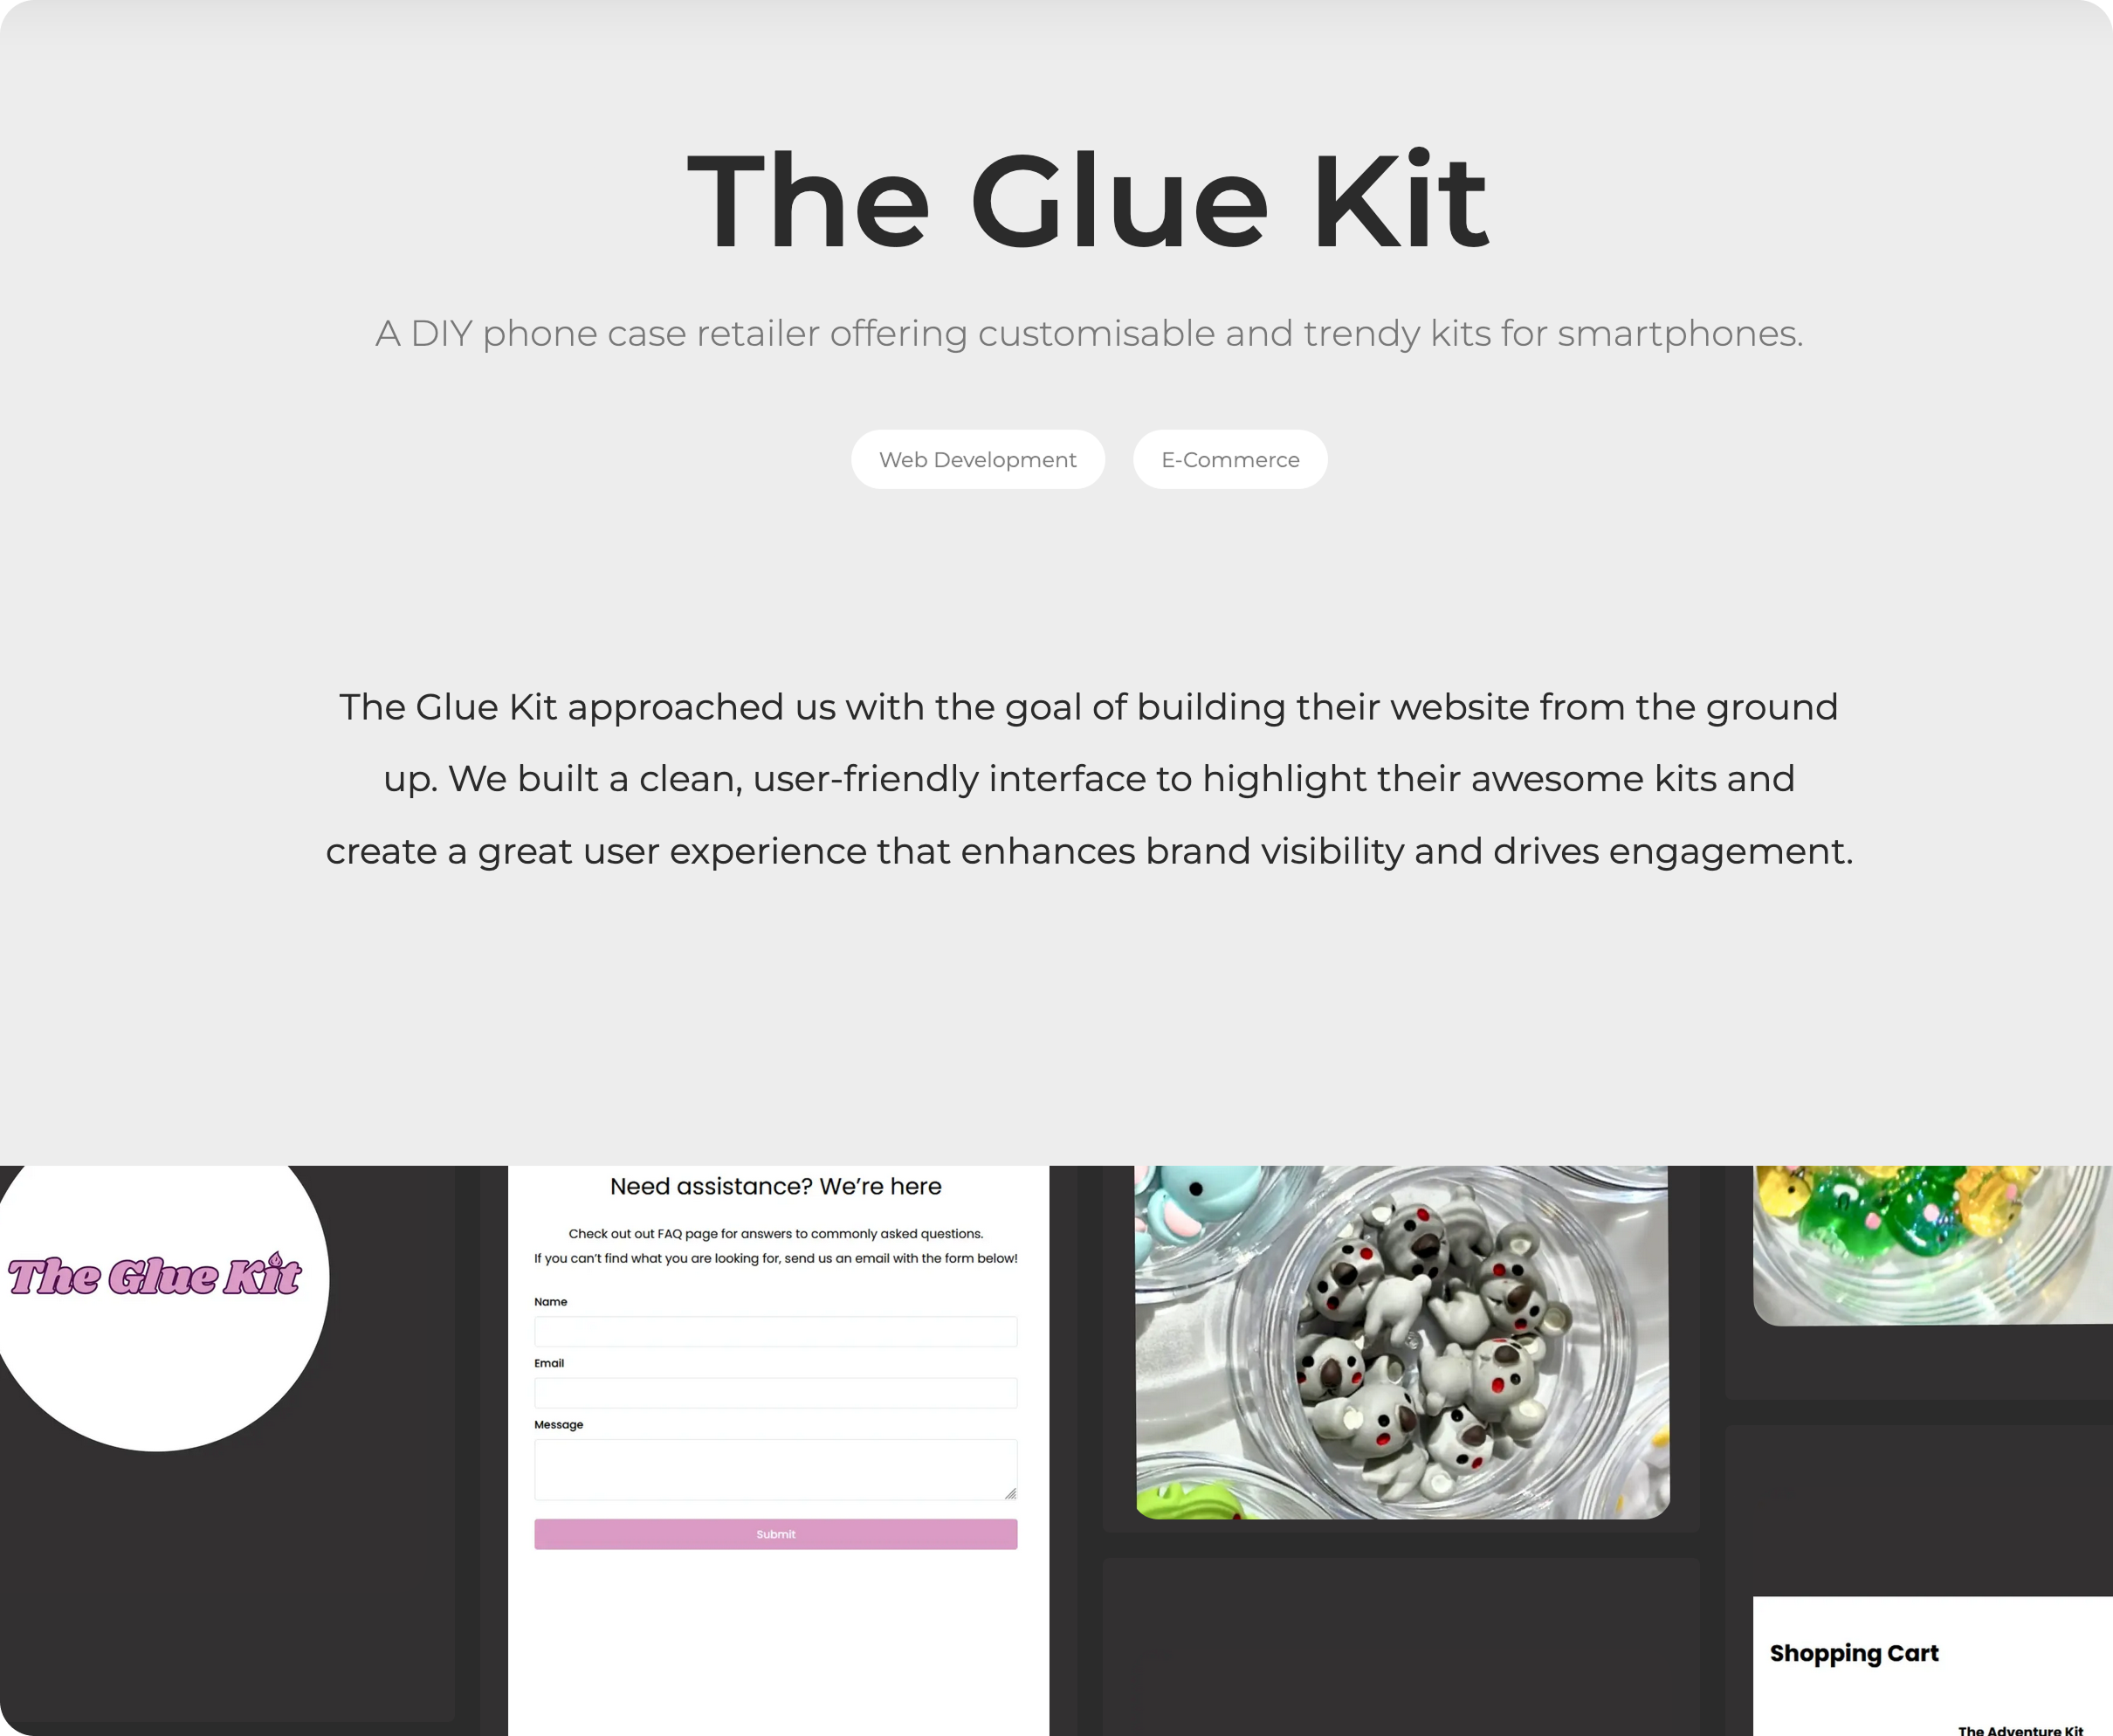 The Glue Kit
A DIY phone case retailer offering customisable and trendy kits for smartphones.
Web Development
E-Commerce
The Glue Kit approached us with the goal of building their website from the ground
up. We built a clean, user-friendly interface to highlight their awesome kits and
create a great user experience that enhances brand visibility and drives engagement.
The Glue Kit
Need assistance? We're here
Check out out FAQ page for answers to commonly asked questions.
If you can't find what you are looking for, send us an email with the form below!
Name
Email
Message
Submit
Shopping Cart
The Adventure Kit